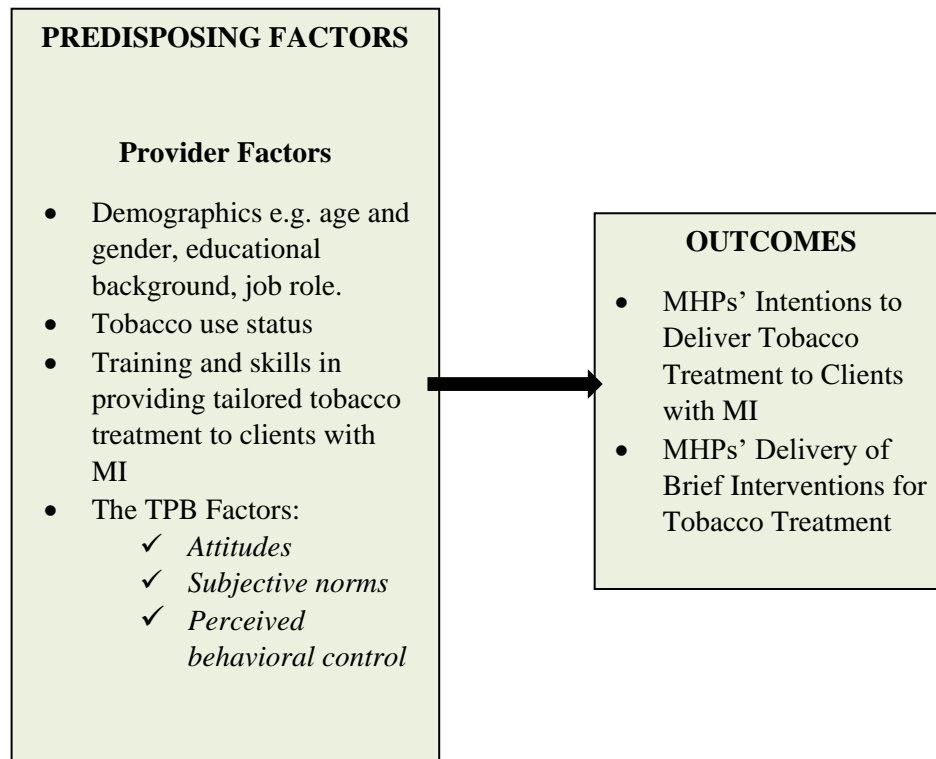 PREDISPOSING FACTORS
Provider Factors
• Demographics e.g. age and
gender, educational
background, job role.
• Tobacco use status
• Training and skills in
providing tailored tobacco
treatment to clients with
MI
• The TPB Factors:
✓ Attitudes
✓ Subjective norms
✓ Perceived
behavioral control
OUTCOMES
• MHPs’ Intentions to
Deliver Tobacco
Treatment to Clients
with MI
• MHPs’ Delivery of
Brief Interventions for
Tobacco Treatment